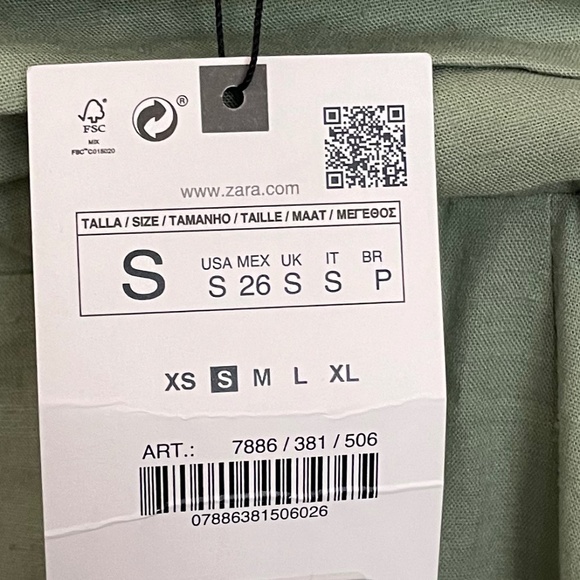 FSC
MIX
FSC™ C018020
®
www.zara.com
TALLA / SIZE / TAMANHO / TAILLE / MAAT / ΜΕΓΕΘΟΣ
S
USA MEX UK IT BR
S 26 S S P
XS S M L XL
ART.: 7886 / 381 / 506
07886381506026